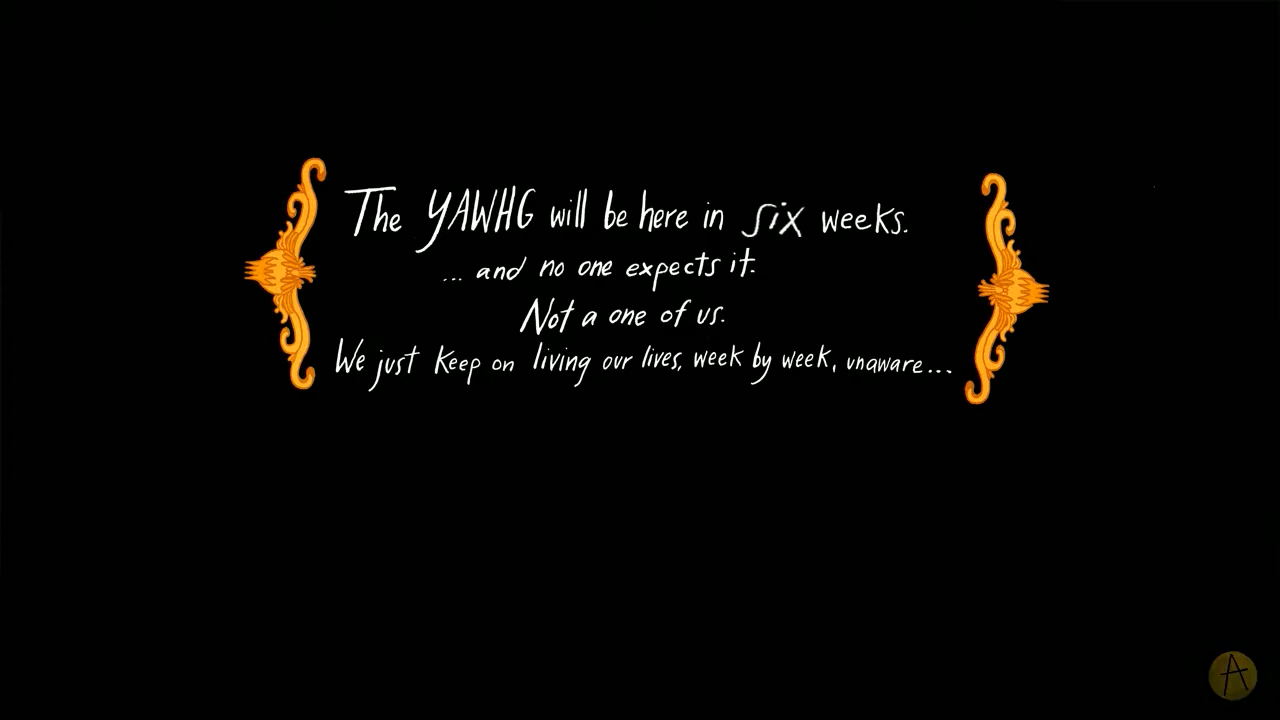 The YAWHG will be here in six weeks.
... and no one expects it.
Not a one of us.
We just keep on living our lives, week by week, unaware...
A